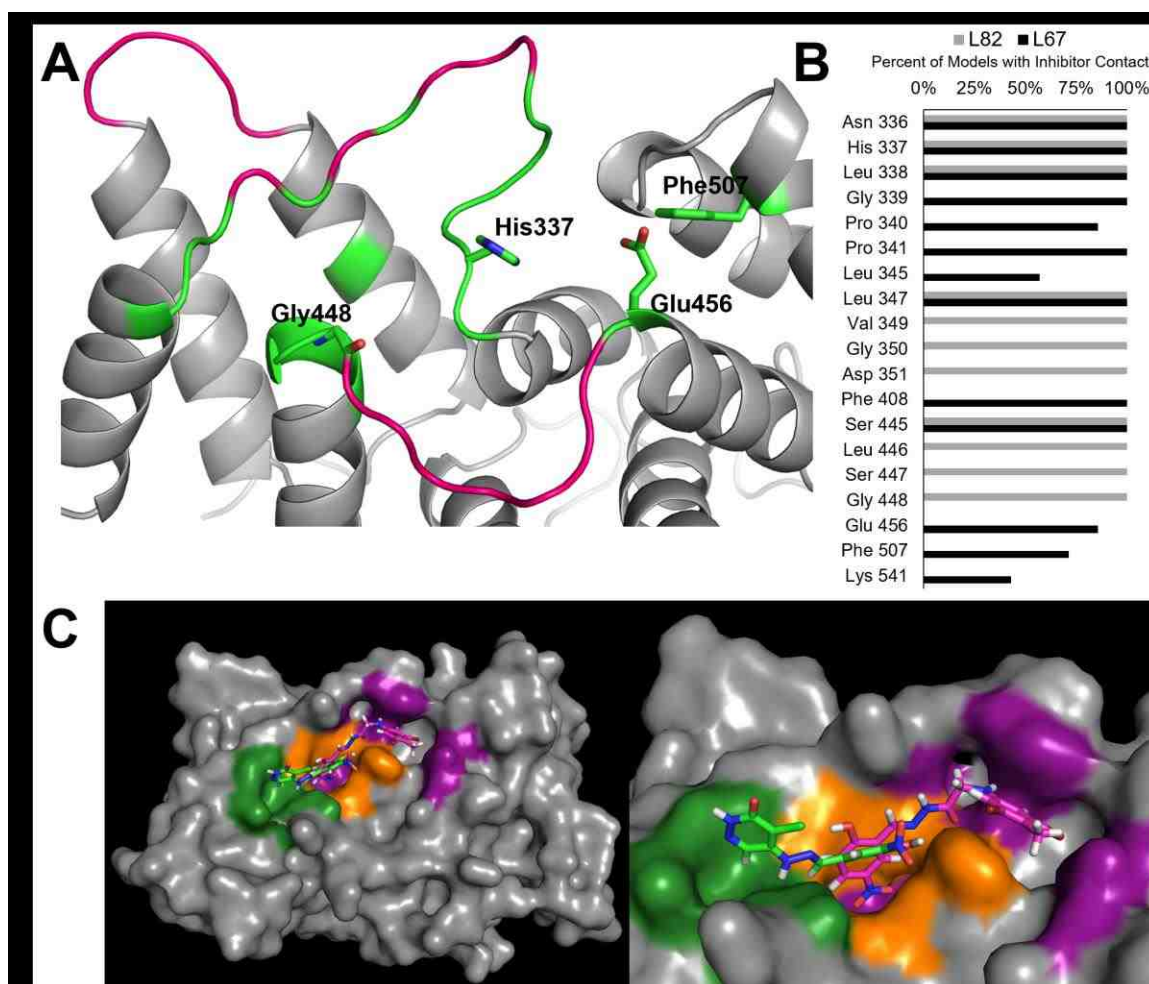 A
His337
Phe507
Gly448
Glu456
B
L82 L67
Percent of Models with Inhibitor Contact
0% 25% 50% 75% 100%
Asn 336
His 337
Leu 338
Gly 339
Pro 340
Pro 341
Leu 345
Leu 347
Val 349
Gly 350
Asp 351
Phe 408
Ser 445
Leu 446
Ser 447
Gly 448
Glu 456
Phe 507
Lys 541
C